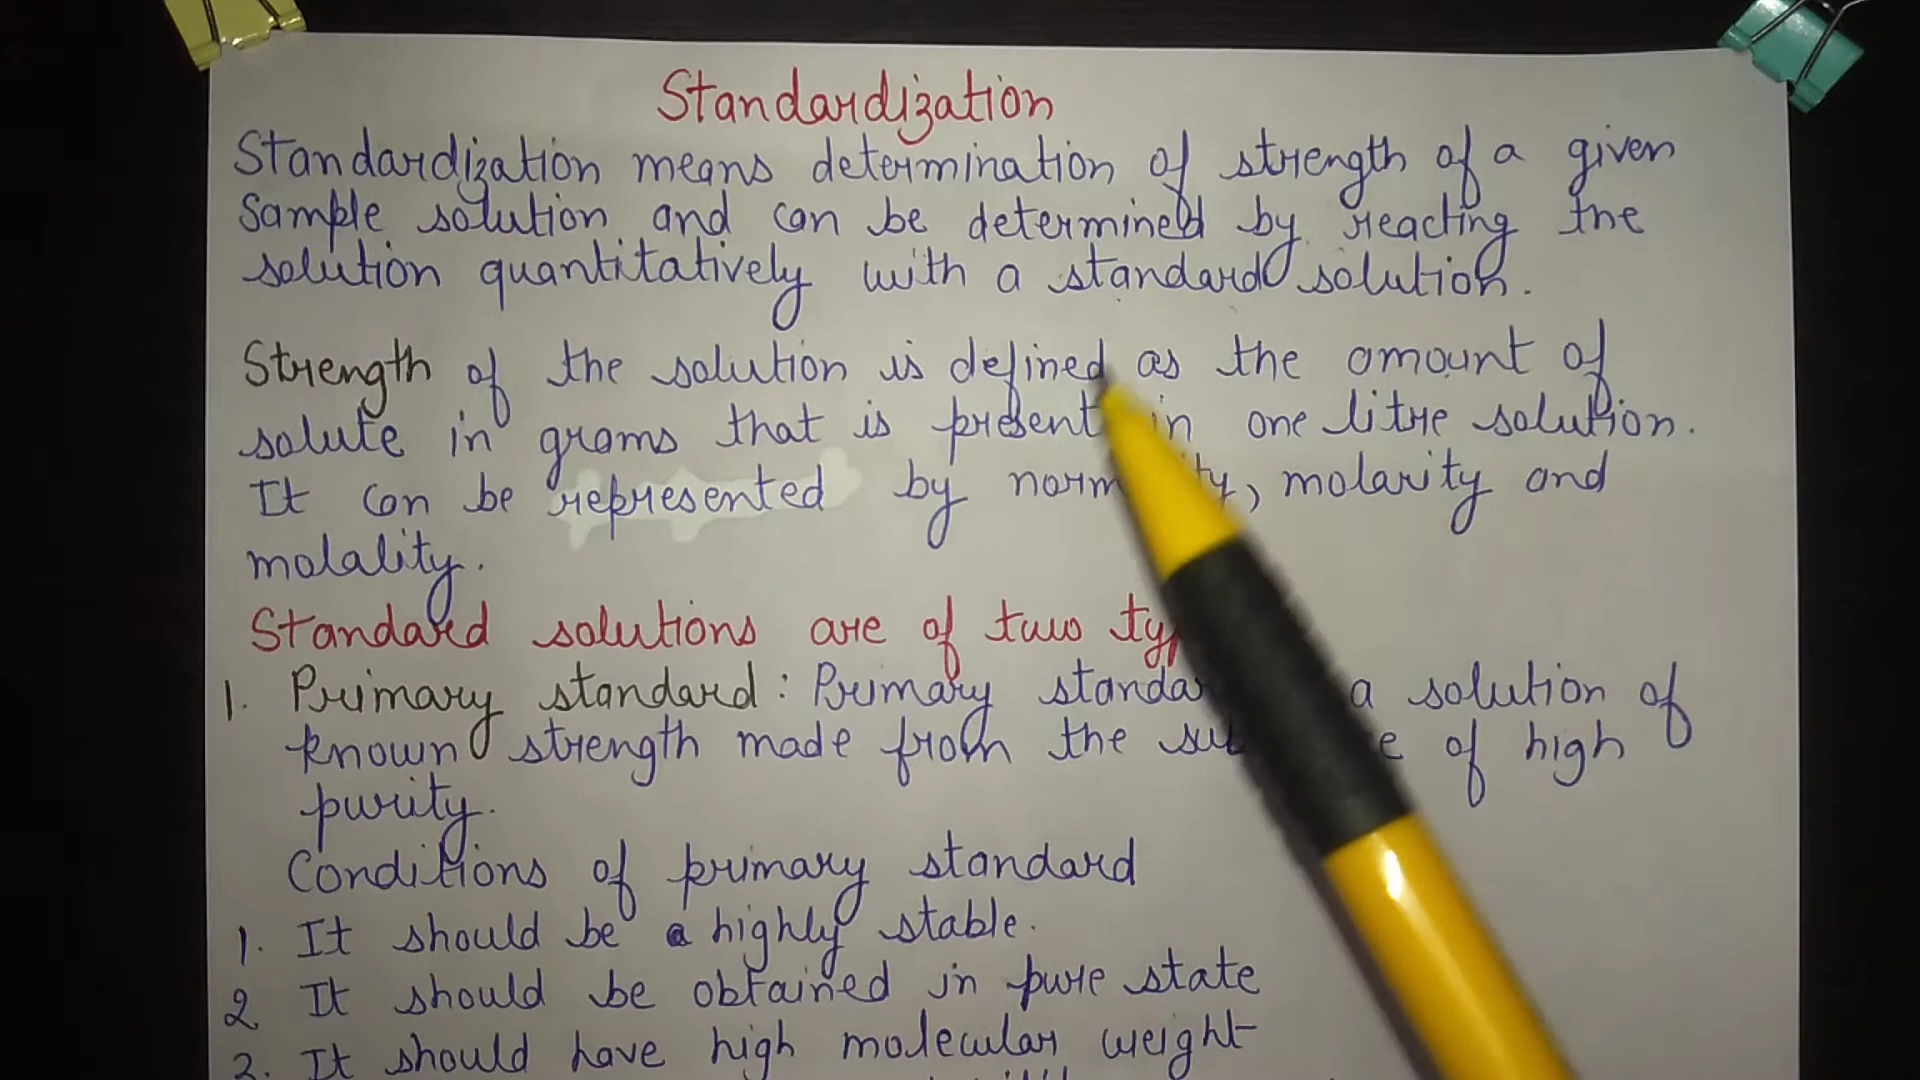 Standardization
Standardization means determination of strength of a given
Sample solution and can be determined by reacting the
solution quantitatively with a standard solution.
Strength of the solution is defined as the amount of
solute in grams that is present in one litre solution.
It can be represented by molarity and
molality.
Standard solutions are of two
1. Primary standard: Primary a solution of
known strength made from the of high
purity.
Conditions of primary standard
1. It should be a highly stable.
2 It should be obtained in pure state
3. It should have high molecular weight